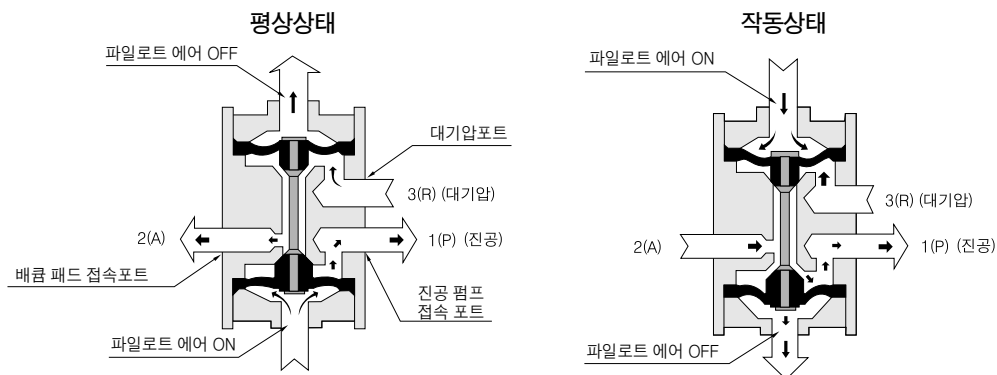 평상상태
파일로트 에어 OFF
대기압포트
3(R) (대기압)
2(A)
1(P) (진공)
배큠 패드 접속포트
진공 펌프
접속 포트
파일로트 에어 ON
작동상태
파일로트 에어 ON
3(R) (대기압)
2(A)
1(P) (진공)
파일로트 에어 OFF